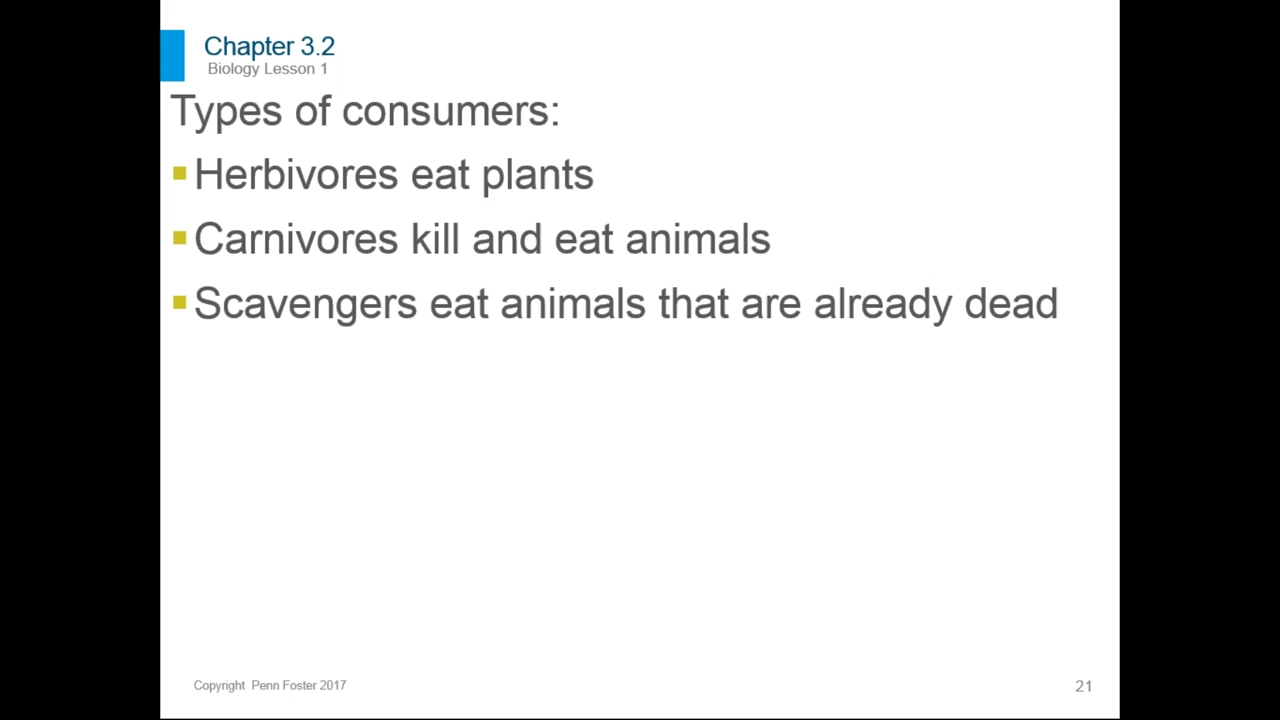 Chapter 3.2
Biology Lesson 1
Types of consumers:
Herbivores eat plants
Carnivores kill and eat animals
Scavengers eat animals that are already dead
Copyright Penn Foster 2017
21